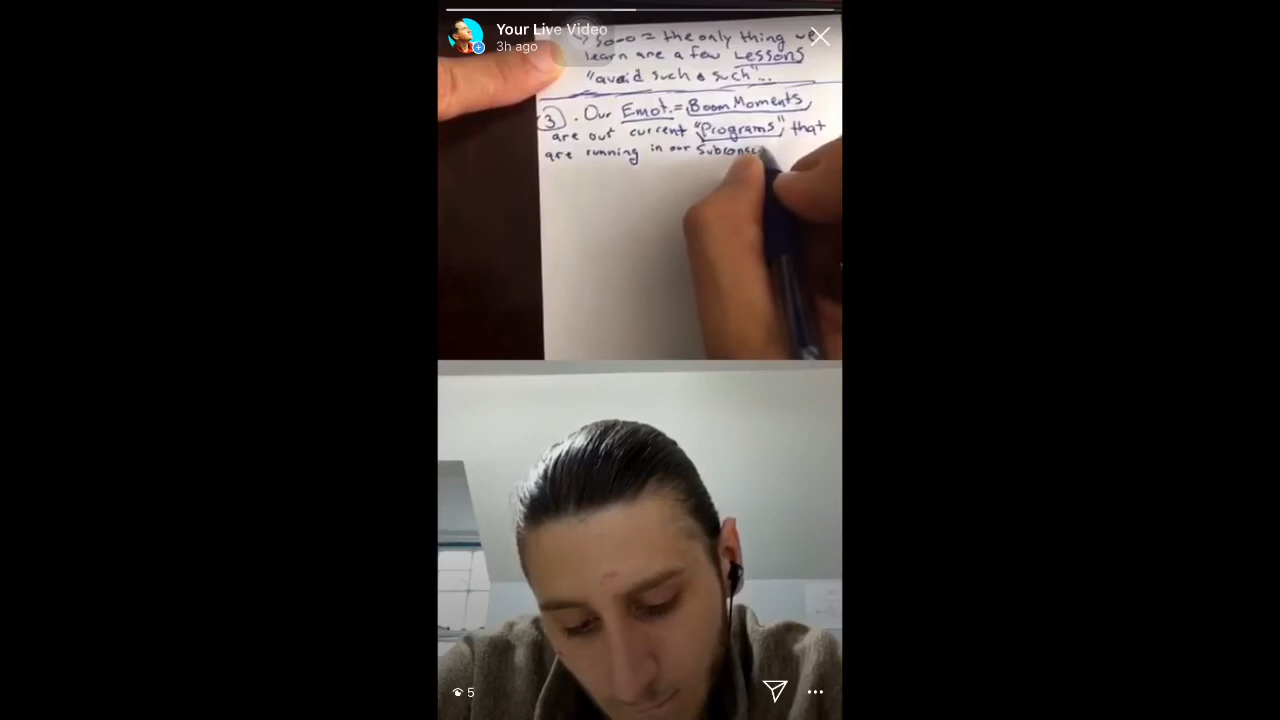 Your Live Video
3h ago
= the only thing we
learn are a few Lessons
"avoid such & such"...
3. Our Emot. = Boom Moments,
are out current "Programs" that
are running in our Subconsc
5